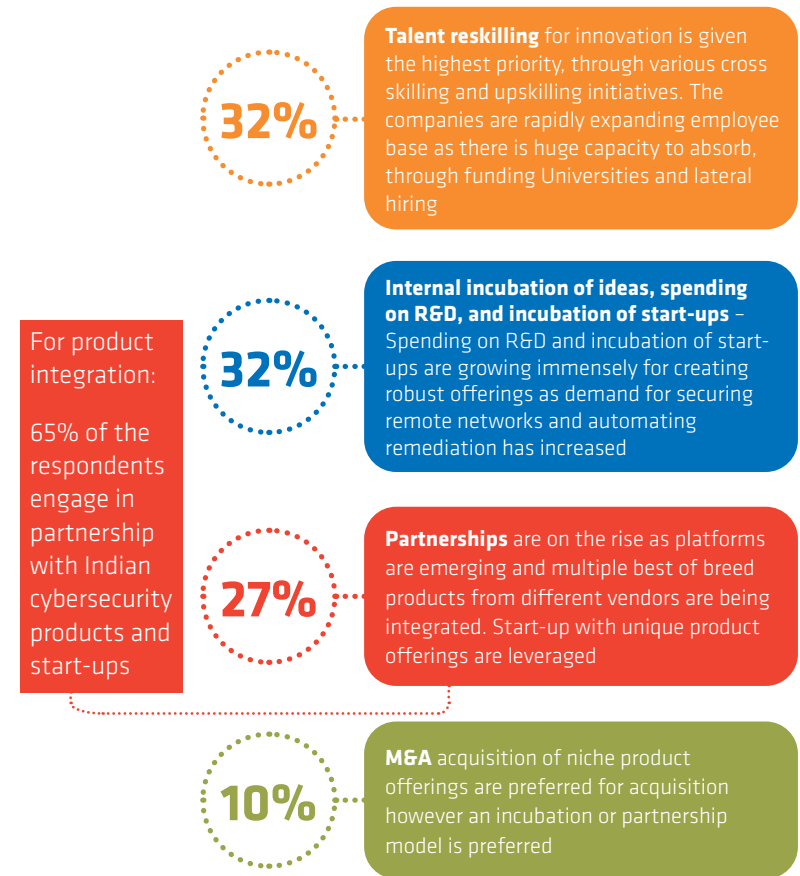 32%
Talent reskilling for innovation is given
the highest priority, through various cross
skilling and upskilling initiatives. The
companies are rapidly expanding employee
base as there is huge capacity to absorb,
through funding Universities and lateral
hiring
32%
Internal incubation of ideas, spending
on R&D, and incubation of start-ups –
Spending on R&D and incubation of start-
ups are growing immensely for creating
robust offerings as demand for securing
remote networks and automating
remediation has increased
For product
integration:
65% of the
respondents
engage in
partnership
with Indian
cybersecurity
products and
start-ups
27%
Partnerships are on the rise as platforms
are emerging and multiple best of breed
products from different vendors are being
integrated. Start-up with unique product
offerings are leveraged
10%
M&A acquisition of niche product
offerings are preferred for acquisition
however an incubation or partnership
model is preferred